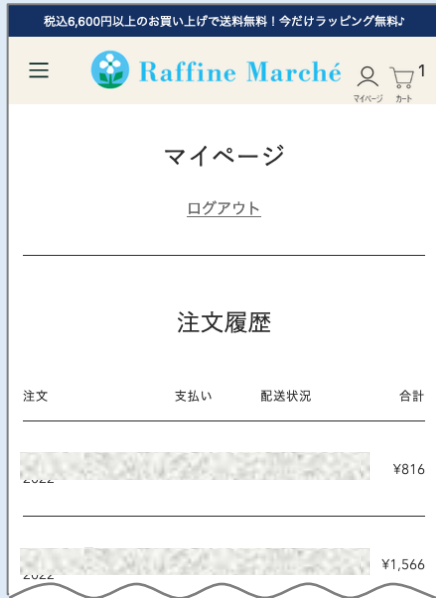 税込6,600円以上のお買い上げで送料無料！今だけラッピング無料♪
Raffine Marché
1
マイページ カート
マイページ
ログアウト
注文履歴
注文 支払い 配送状況 合計
¥816
2022
¥1,566
2022